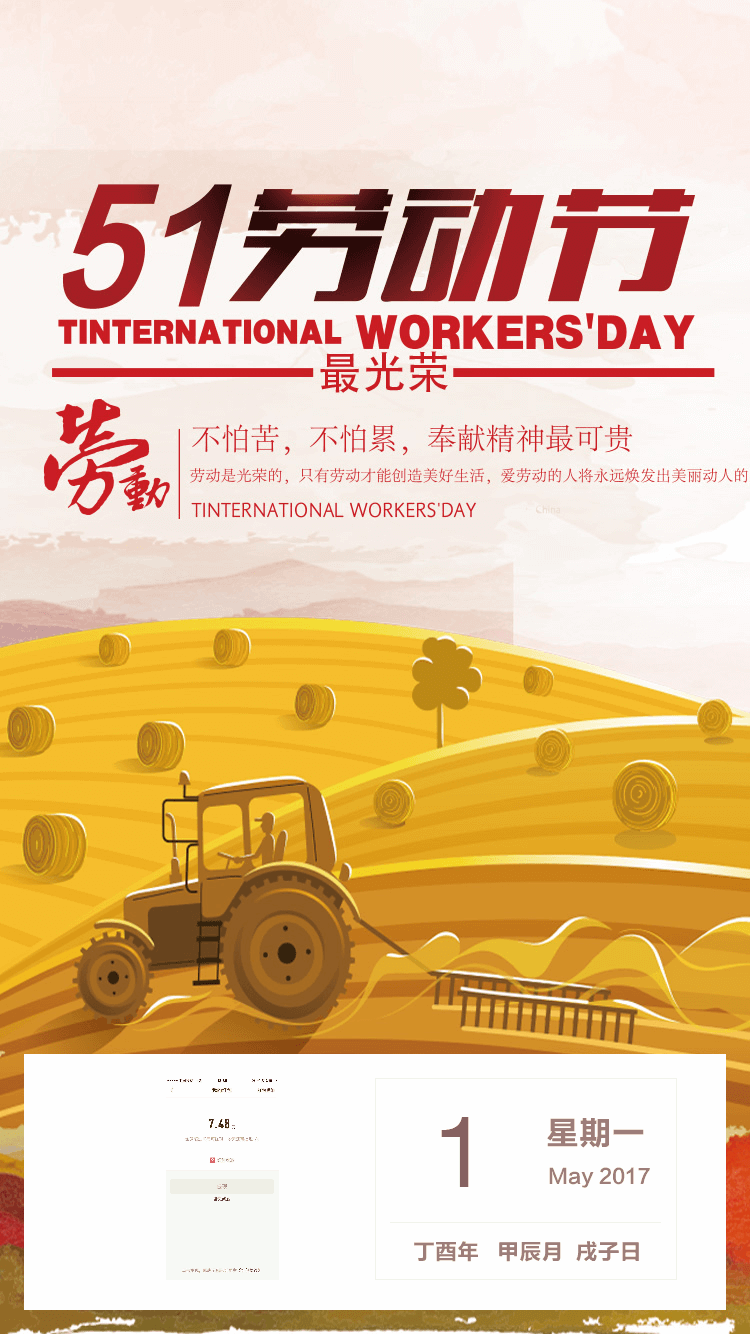 51劳动节
TINTERNATIONAL WORKERS'DAY
最光荣
劳動
不怕苦，不怕累，奉献精神最可贵
劳动是光荣的，只有劳动才能创造美好生活，爱劳动的人将永远焕发出美丽动人的
TINTERNATIONAL WORKERS'DAY
China
7.48
1
星期一
May 2017
丁酉年 甲辰月 戌子日